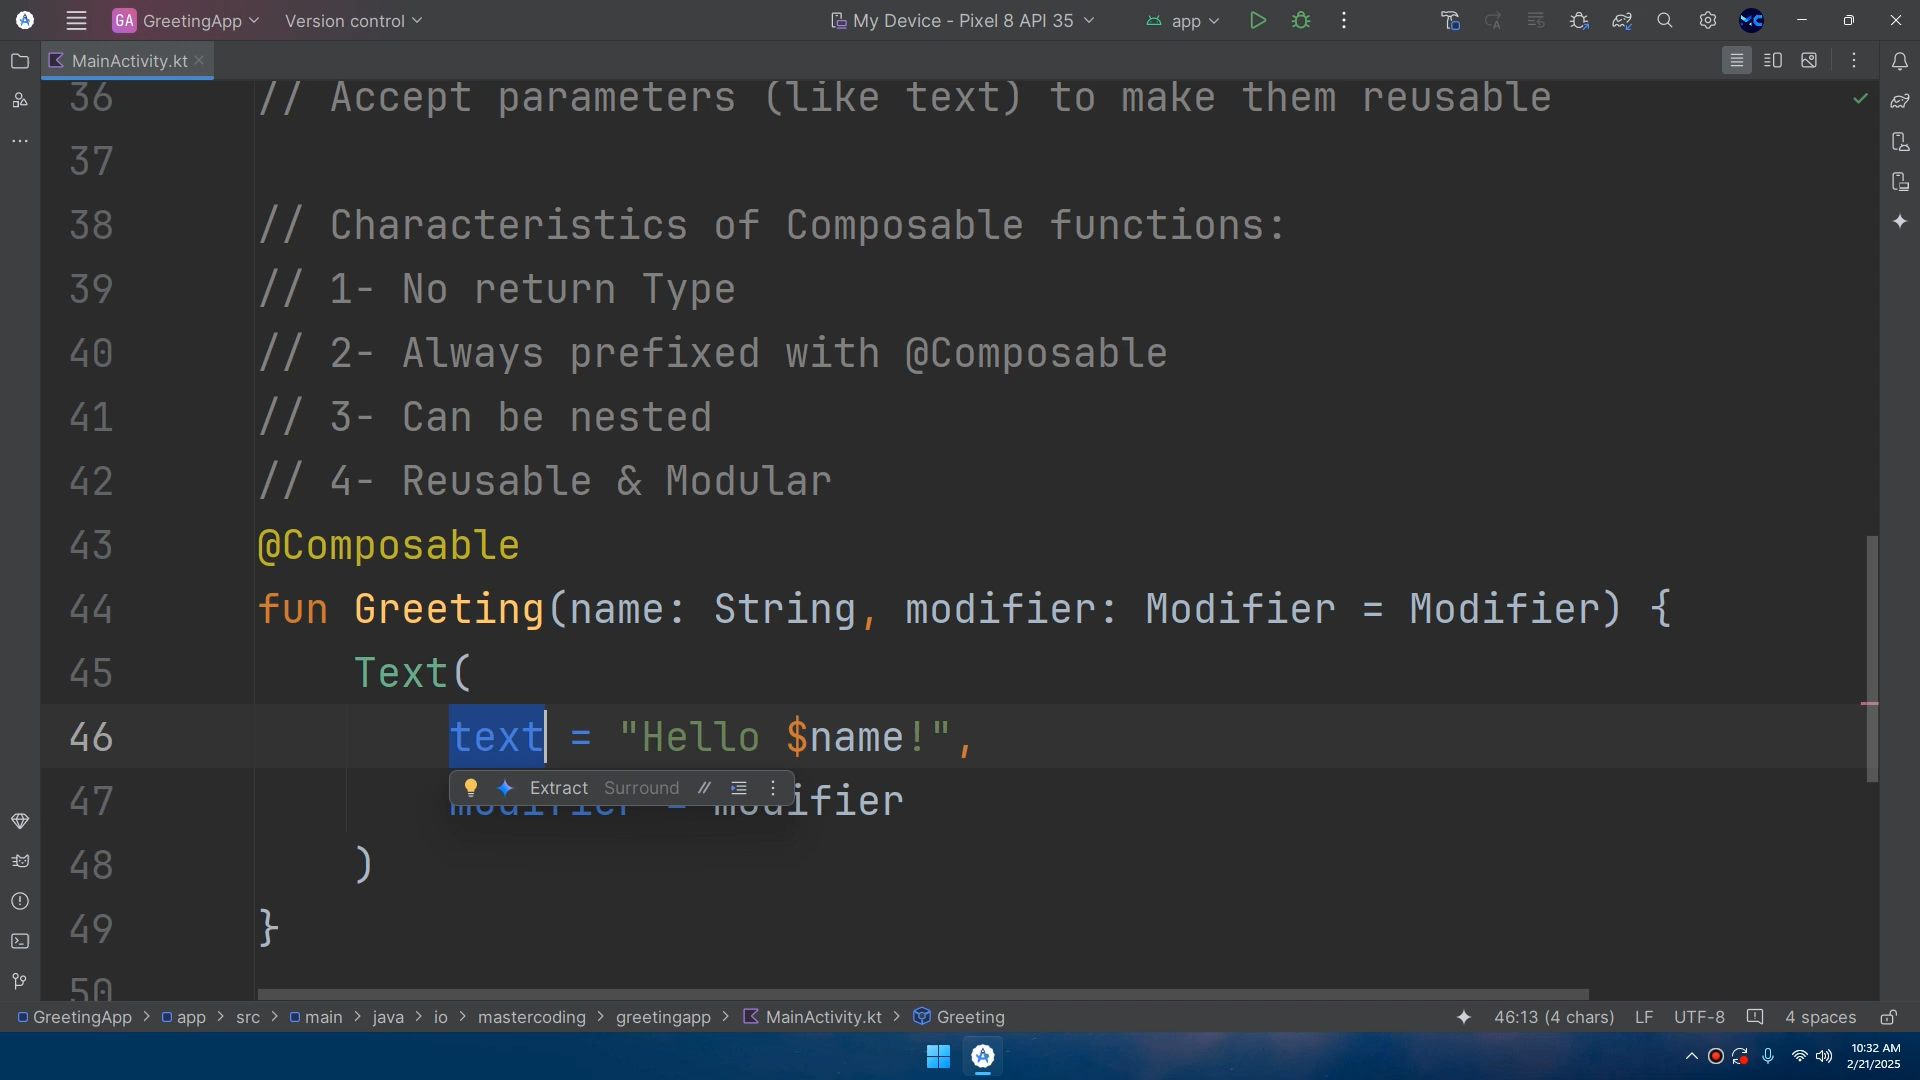 GA GreetingApp Version control My Device - Pixel 8 API 35 app
MainActivity.kt
36 // Accept parameters (like text) to make them reusable
37
38 // Characteristics of Composable functions:
39 // 1- No return Type
40 // 2- Always prefixed with @Composable
41 // 3- Can be nested
42 // 4- Reusable & Modular
43 @Composable
44 fun Greeting(name: String, modifier: Modifier = Modifier) {
45 Text(
46 text = "Hello $name!",
Extract Surround //
47 modifier = modifier
48 )
49 }
50
GreetingApp > app > src > main > java > io > mastercoding > greetingapp > MainActivity.kt > Greeting 46:13 (4 chars) LF UTF-8 4 spaces
10:32 AM
2/21/2025